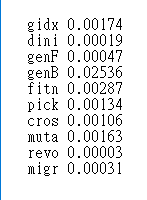 gidx 0.00174
dini 0.00019
genF 0.00047
genB 0.02536
fitn 0.00287
pick 0.00134
cros 0.00106
muta 0.00163
revo 0.00003
migr 0.00031